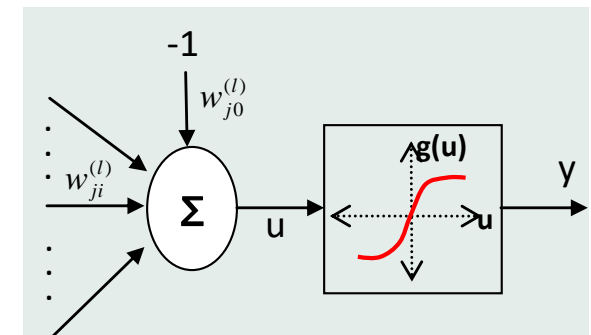 -1
w_{j0}^{(l)}
g(u)
w_{ji}^{(l)}
Σ
u
u
y